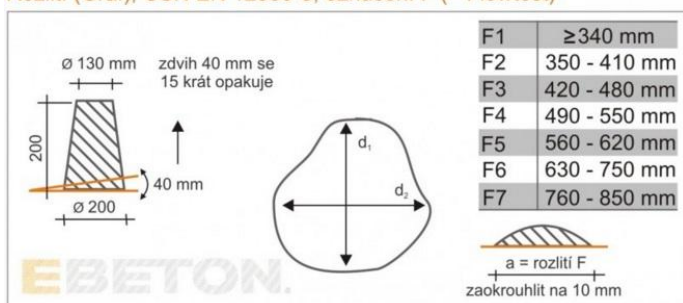 Ø 130 mm
zdvih 40 mm se
15 krát opakuje
200
40 mm
Ø 200
d₁
d₂
F1 ≥340 mm
F2 350 - 410 mm
F3 420 - 480 mm
F4 490 - 550 mm
F5 560 - 620 mm
F6 630 - 750 mm
F7 760 - 850 mm
a = rozlití F
zaokrouhlit na 10 mm
EBETON.